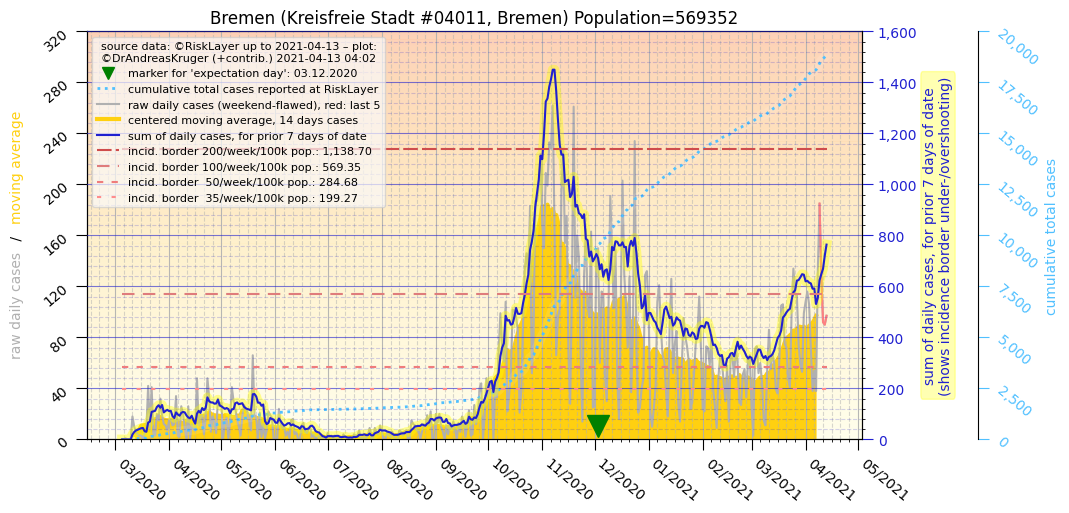 Bremen (Kreisfreie Stadt #04011, Bremen) Population=569352
source data: ©RiskLayer up to 2021-04-13 – plot:
©DrAndreasKruger (+contrib.) 2021-04-13 04:02
marker for 'expectation day': 03.12.2020
cumulative total cases reported at RiskLayer
raw daily cases (weekend-flawed), red: last 5
centered moving average, 14 days cases
sum of daily cases, for prior 7 days of date
incid. border 200/week/100k pop.: 1,138.70
incid. border 100/week/100k pop.: 569.35
incid. border  50/week/100k pop.: 284.68
incid. border  35/week/100k pop.: 199.27
raw daily cases / moving average
320
280
240
200
160
120
80
40
0
03/2020
04/2020
05/2020
06/2020
07/2020
08/2020
09/2020
10/2020
11/2020
12/2020
01/2021
02/2021
03/2021
04/2021
05/2021
1,600
1,400
1,200
1,000
800
600
400
200
0
sum of daily cases, for prior 7 days of date
(shows incidence border under-/overshooting)
20,000
17,500
15,000
12,500
10,000
7,500
5,000
2,500
0
cumulative total cases